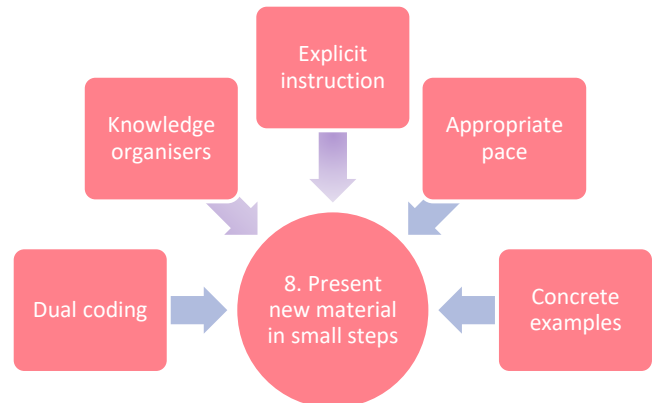 Explicit
instruction
Knowledge
organisers
Appropriate
pace
Dual coding
8. Present
new material
in small steps
Concrete
examples